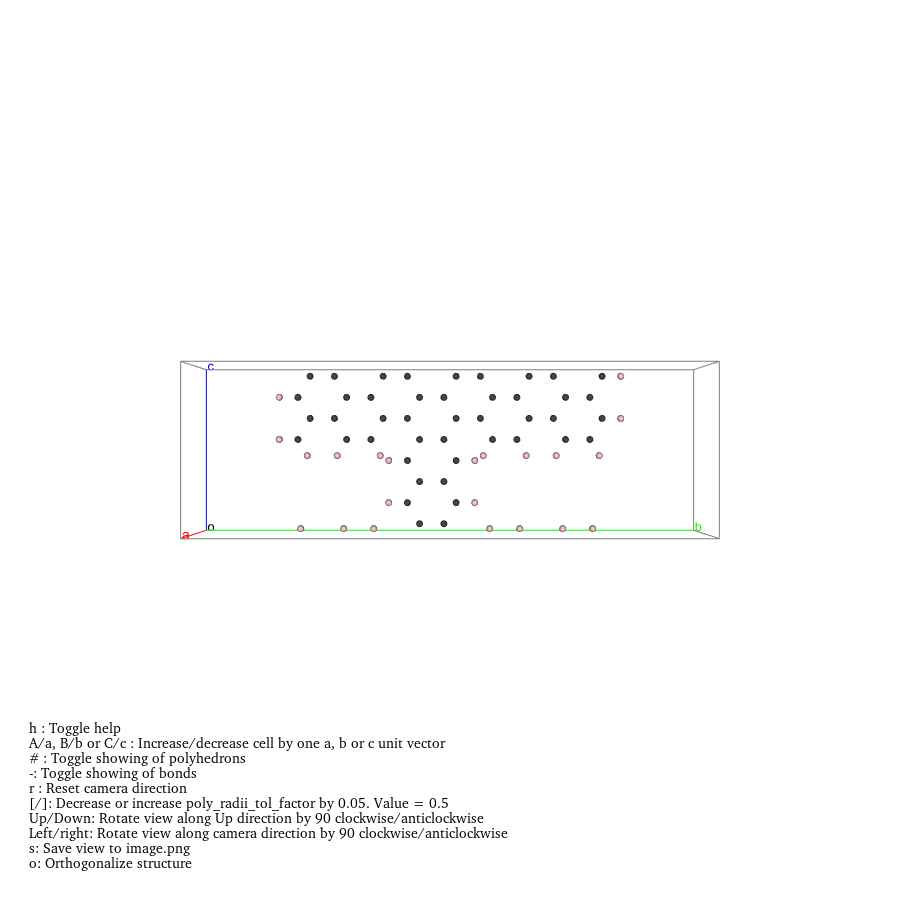 c
o
a
b
h : Toggle help
A/a, B/b or C/c : Increase/decrease cell by one a, b or c unit vector
# : Toggle showing of polyhedrons
-: Toggle showing of bonds
r : Reset camera direction
[/]: Decrease or increase poly_radii_tol_factor by 0.05. Value = 0.5
Up/Down: Rotate view along Up direction by 90 clockwise/anticlockwise
Left/right: Rotate view along camera direction by 90 clockwise/anticlockwise
s: Save view to image.png
o: Orthogonalize structure